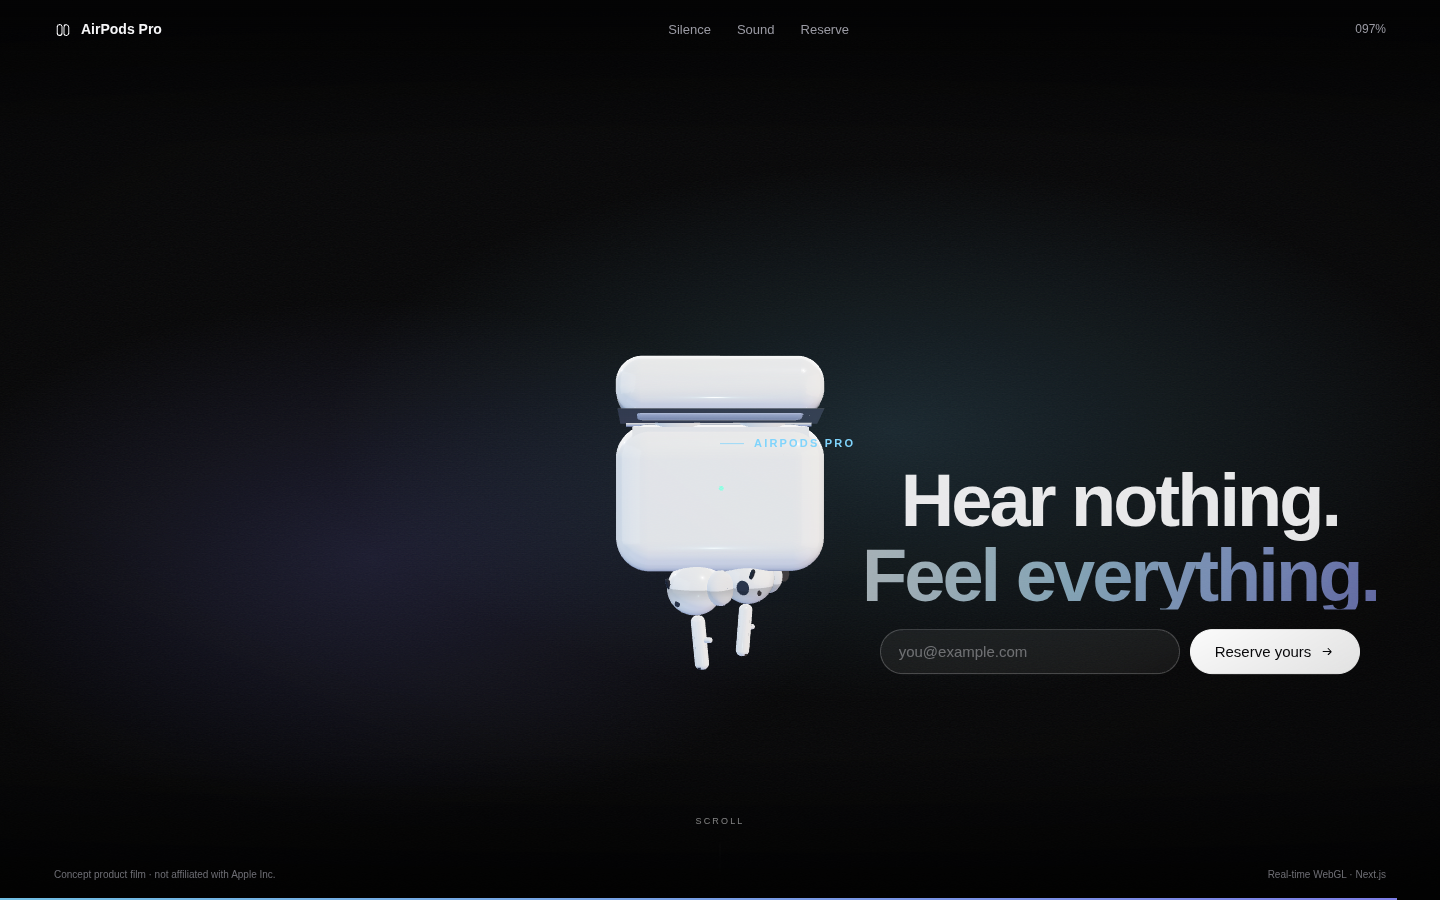 AirPods Pro
Silence
Sound
Reserve
097%
AIRPODS PRO
Hear nothing.
Feel everything.
you@example.com
Reserve yours →
SCROLL
Concept product film · not affiliated with Apple Inc.
Real-time WebGL · Next.js